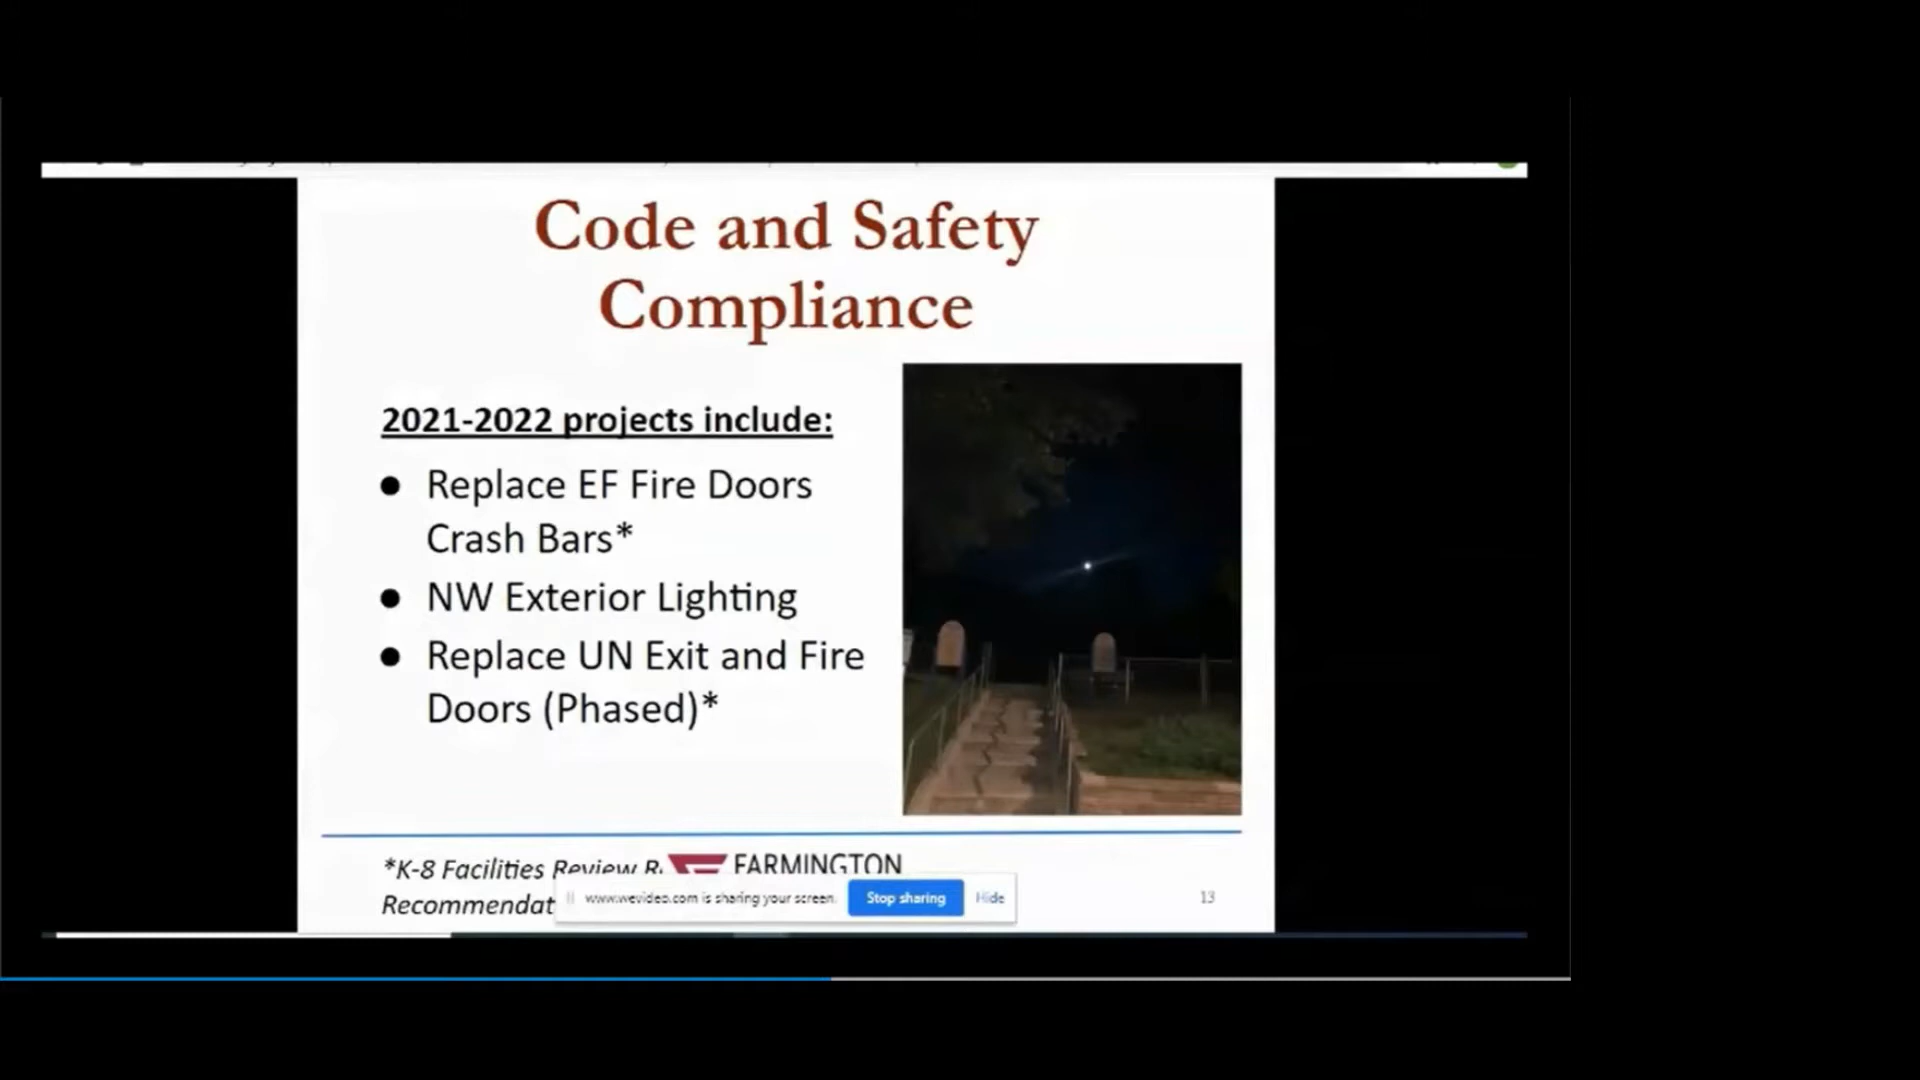 Code and Safety
Compliance
2021-2022 projects include:
● Replace EF Fire Doors
Crash Bars*
● NW Exterior Lighting
● Replace UN Exit and Fire
Doors (Phased)*
*K-8 Facilities Review
FARMINGTON
www.wevideo.com is sharing your screen.
Stop sharing
Hide
13